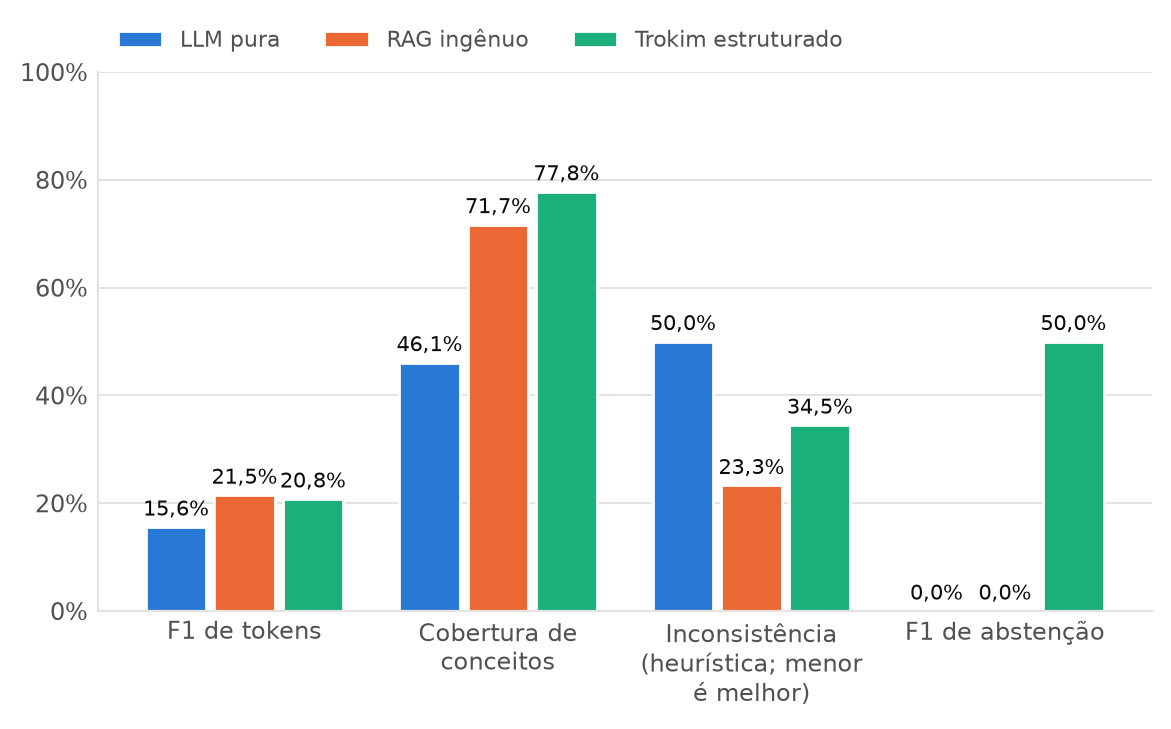 LLM pura RAG ingênuo Trokim estruturado
100%
80%
60%
40%
20%
0%
15,6% 21,5% 20,8%
46,1% 71,7% 77,8%
50,0% 23,3% 34,5%
0,0% 0,0% 50,0%
F1 de tokens
Cobertura de
conceitos
Inconsistência
(heurística; menor
é melhor)
F1 de abstenção